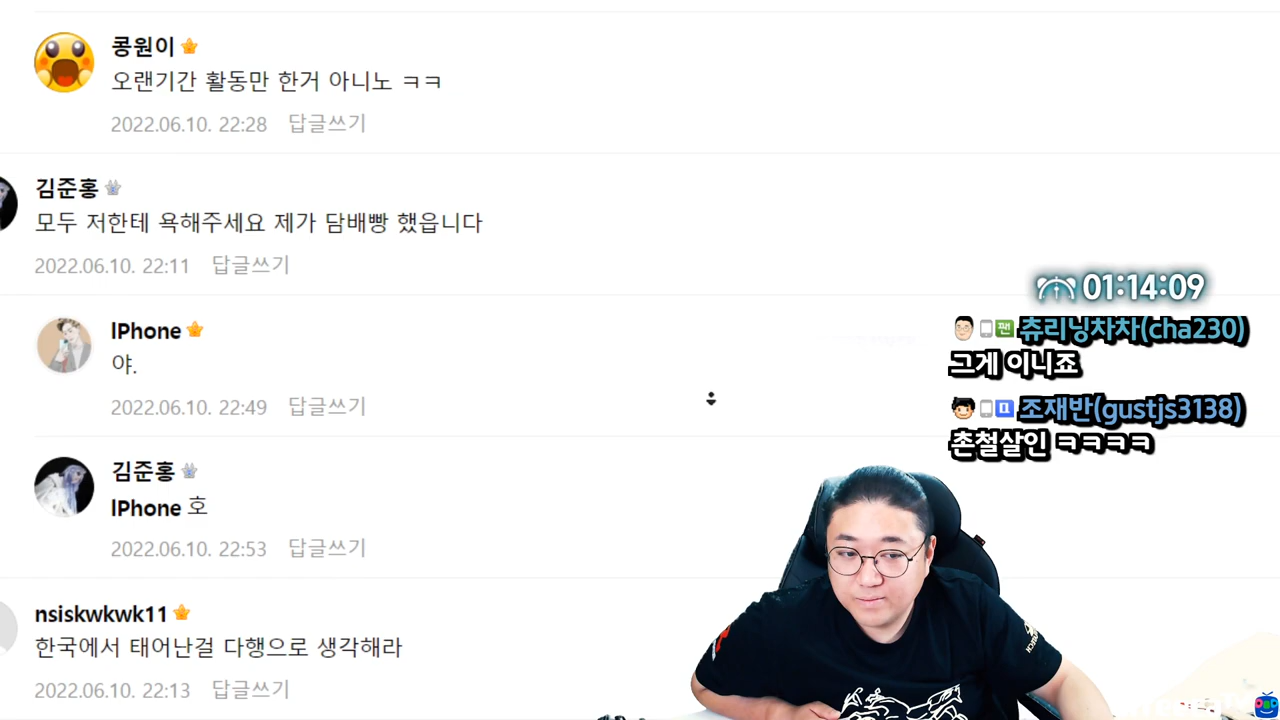 콩원이
오랜기간 활동만 한거 아니노 ㅋㅋ
2022.06.10. 22:28 답글쓰기
김준홍
모두 저한테 욕해주세요 제가 담배빵 했읍니다
2022.06.10. 22:11 답글쓰기
lPhone
야.
2022.06.10. 22:49 답글쓰기
김준홍
lPhone 호
2022.06.10. 22:53 답글쓰기
nsiskwkwk11
한국에서 태어난걸 다행으로 생각해라
2022.06.10. 22:13 답글쓰기
01:14:09
팬 츄리닝차차(cha230)
그게 이니죠
조재반(gustjs3138)
촌철살인 ㅋㅋㅋㅋ